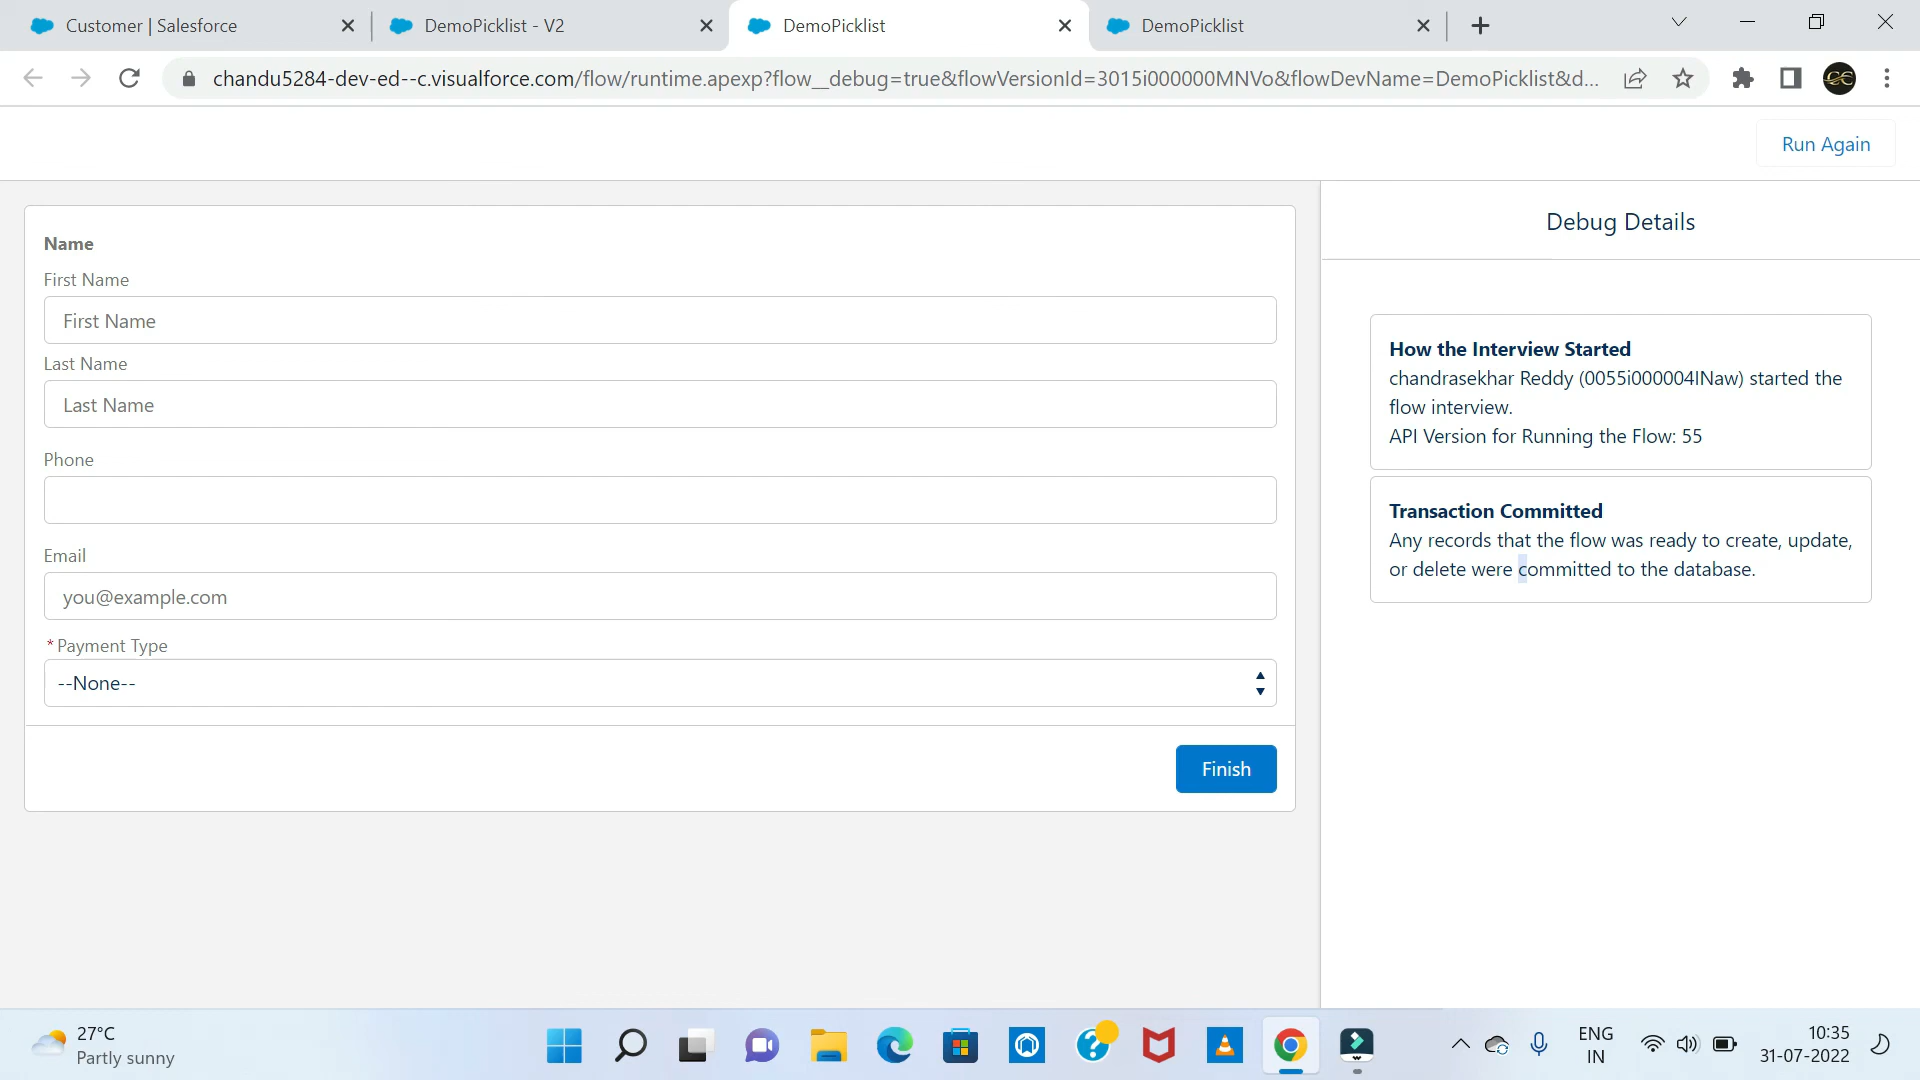 Customer | Salesforce
DemoPicklist - V2
DemoPicklist
DemoPicklist
chandu5284-dev-ed--c.visualforce.com/flow/runtime.apexp?flow__debug=true&flowVersionId=3015i000000MNVo&flowDevName=DemoPicklist&d...
Run Again
Name
First Name
First Name
Last Name
Last Name
Phone
Email
you@example.com
*Payment Type
--None--
Finish
Debug Details
How the Interview Started
chandrasekhar Reddy (0055i000004INaw) started the
flow interview.
API Version for Running the Flow: 55
Transaction Committed
Any records that the flow was ready to create, update,
or delete were committed to the database.
27°C
Partly sunny
ENG
IN
10:35
31-07-2022